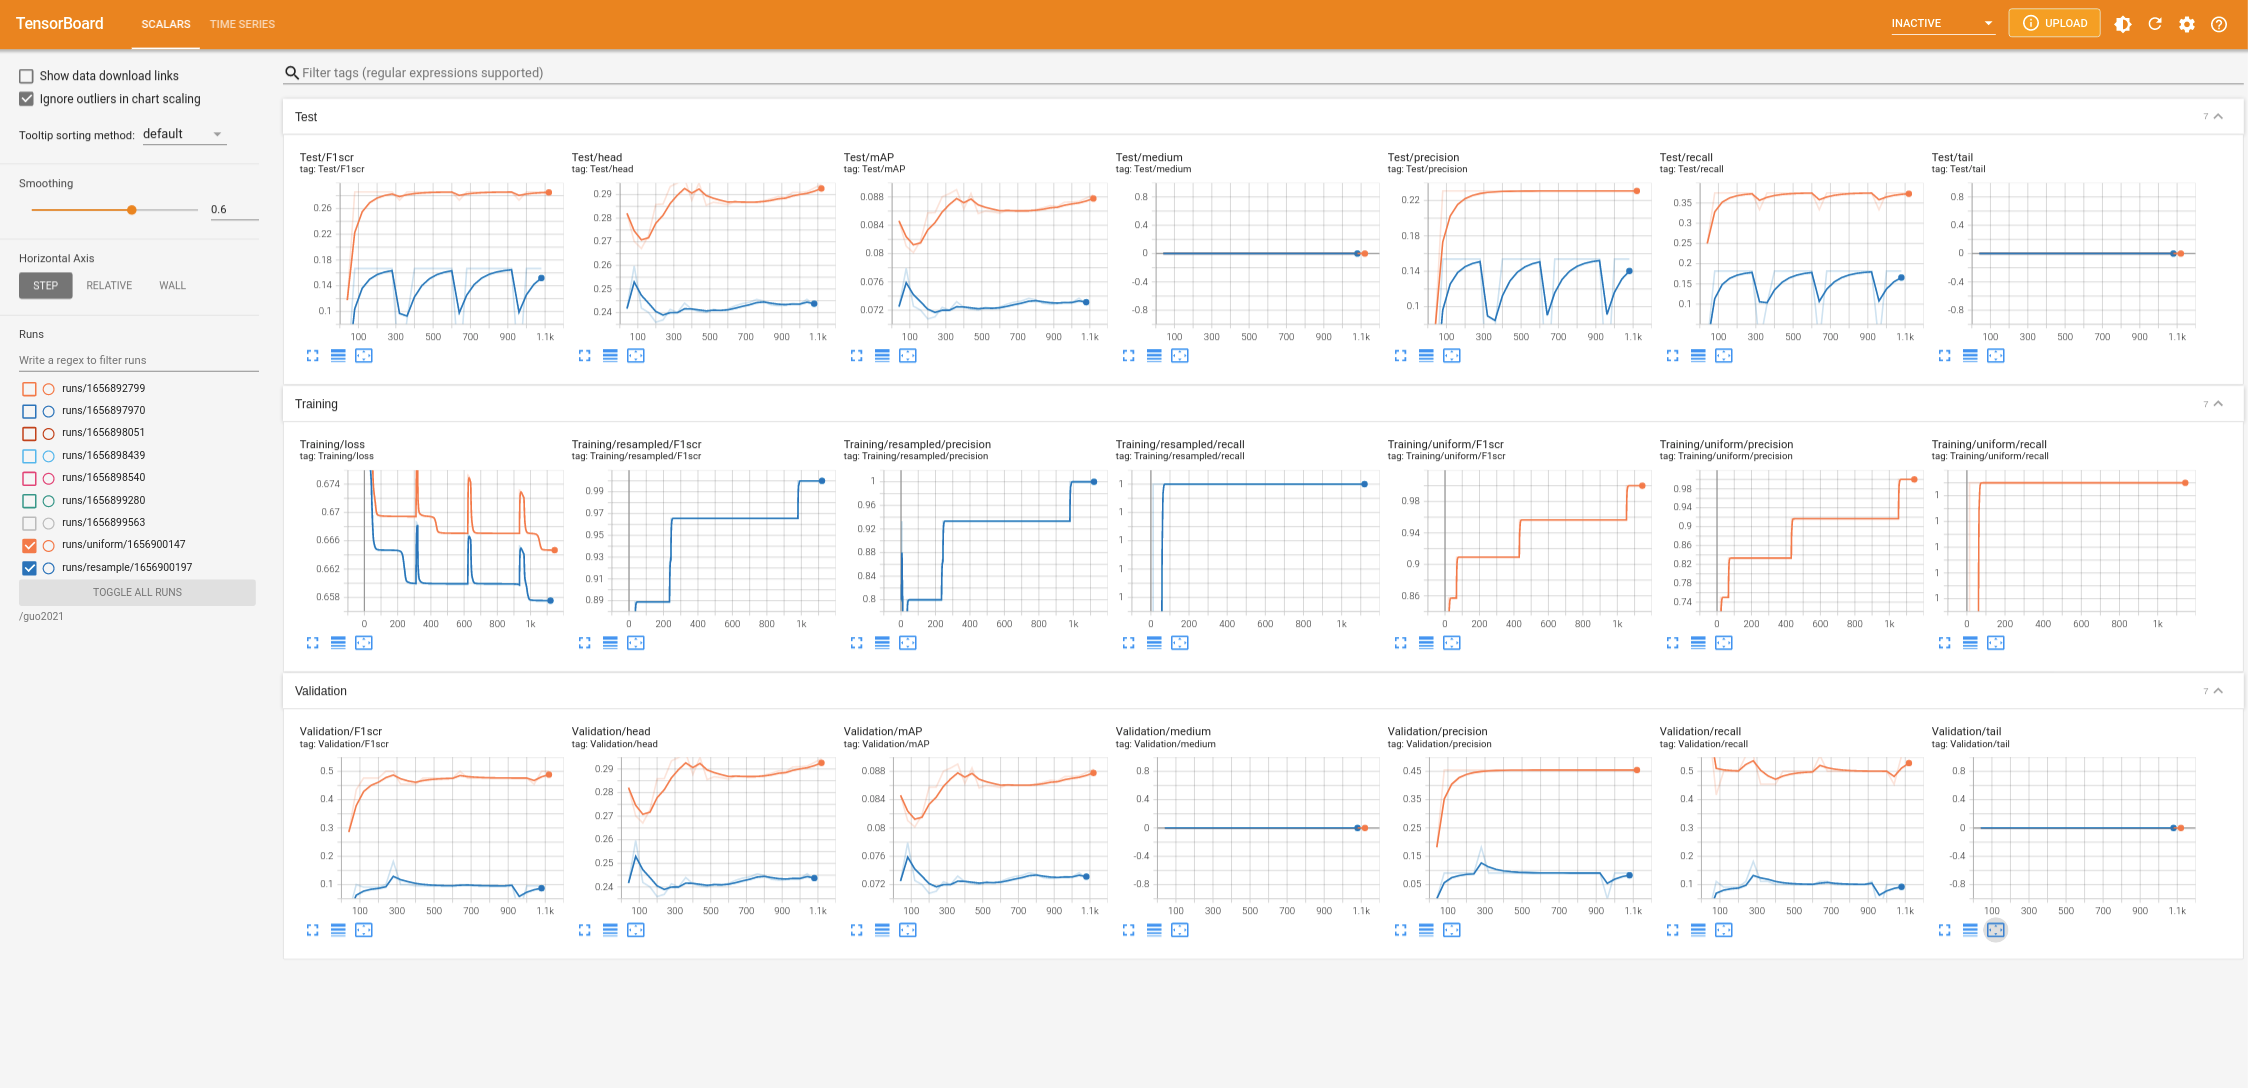 TensorBoard SCALARS TIME SERIES INACTIVE UPLOAD
Show data download links
Ignore outliers in chart scaling
Tooltip sorting method: default
Smoothing
0.6
Horizontal Axis
STEP RELATIVE WALL
Runs
Write a regex to filter runs
runs/1656892799
runs/1656897970
runs/1656898051
runs/1656898439
runs/1656898540
runs/1656899280
runs/1656899563
runs/uniform/1656900147
runs/resample/1656900197
TOGGLE ALL RUNS
/guo2021
Filter tags (regular expressions supported)
Test 7
Test/F1scr
tag: Test/F1scr
0.26
0.22
0.18
0.14
0.1
100 300 500 700 900 1.1k
Test/head
tag: Test/head
0.29
0.28
0.27
0.26
0.25
0.24
100 300 500 700 900 1.1k
Test/mAP
tag: Test/mAP
0.088
0.084
0.08
0.076
0.072
100 300 500 700 900 1.1k
Test/medium
tag: Test/medium
0.8
0.4
0
-0.4
-0.8
100 300 500 700 900 1.1k
Test/precision
tag: Test/precision
0.22
0.18
0.14
0.1
100 300 500 700 900 1.1k
Test/recall
tag: Test/recall
0.35
0.3
0.25
0.2
0.15
0.1
100 300 500 700 900 1.1k
Test/tail
tag: Test/tail
0.8
0.4
0
-0.4
-0.8
100 300 500 700 900 1.1k
Training 7
Training/loss
tag: Training/loss
0.674
0.67
0.666
0.662
0.658
0 200 400 600 800 1k
Training/resampled/F1scr
tag: Training/resampled/F1scr
0.99
0.97
0.95
0.93
0.91
0.89
0 200 400 600 800 1k
Training/resampled/precision
tag: Training/resampled/precision
1
0.96
0.92
0.88
0.84
0.8
0 200 400 600 800 1k
Training/resampled/recall
tag: Training/resampled/recall
1
1
1
1
1
0 200 400 600 800 1k
Training/uniform/F1scr
tag: Training/uniform/F1scr
0.98
0.94
0.9
0.86
0 200 400 600 800 1k
Training/uniform/precision
tag: Training/uniform/precision
0.98
0.94
0.9
0.86
0.82
0.78
0.74
0 200 400 600 800 1k
Training/uniform/recall
tag: Training/uniform/recall
1
1
1
1
1
0 200 400 600 800 1k
Validation 7
Validation/F1scr
tag: Validation/F1scr
0.5
0.4
0.3
0.2
0.1
100 300 500 700 900 1.1k
Validation/head
tag: Validation/head
0.29
0.28
0.27
0.26
0.25
0.24
100 300 500 700 900 1.1k
Validation/mAP
tag: Validation/mAP
0.088
0.084
0.08
0.076
0.072
100 300 500 700 900 1.1k
Validation/medium
tag: Validation/medium
0.8
0.4
0
-0.4
-0.8
100 300 500 700 900 1.1k
Validation/precision
tag: Validation/precision
0.45
0.35
0.25
0.15
0.05
100 300 500 700 900 1.1k
Validation/recall
tag: Validation/recall
0.5
0.4
0.3
0.2
0.1
100 300 500 700 900 1.1k
Validation/tail
tag: Validation/tail
0.8
0.4
0
-0.4
-0.8
100 300 500 700 900 1.1k